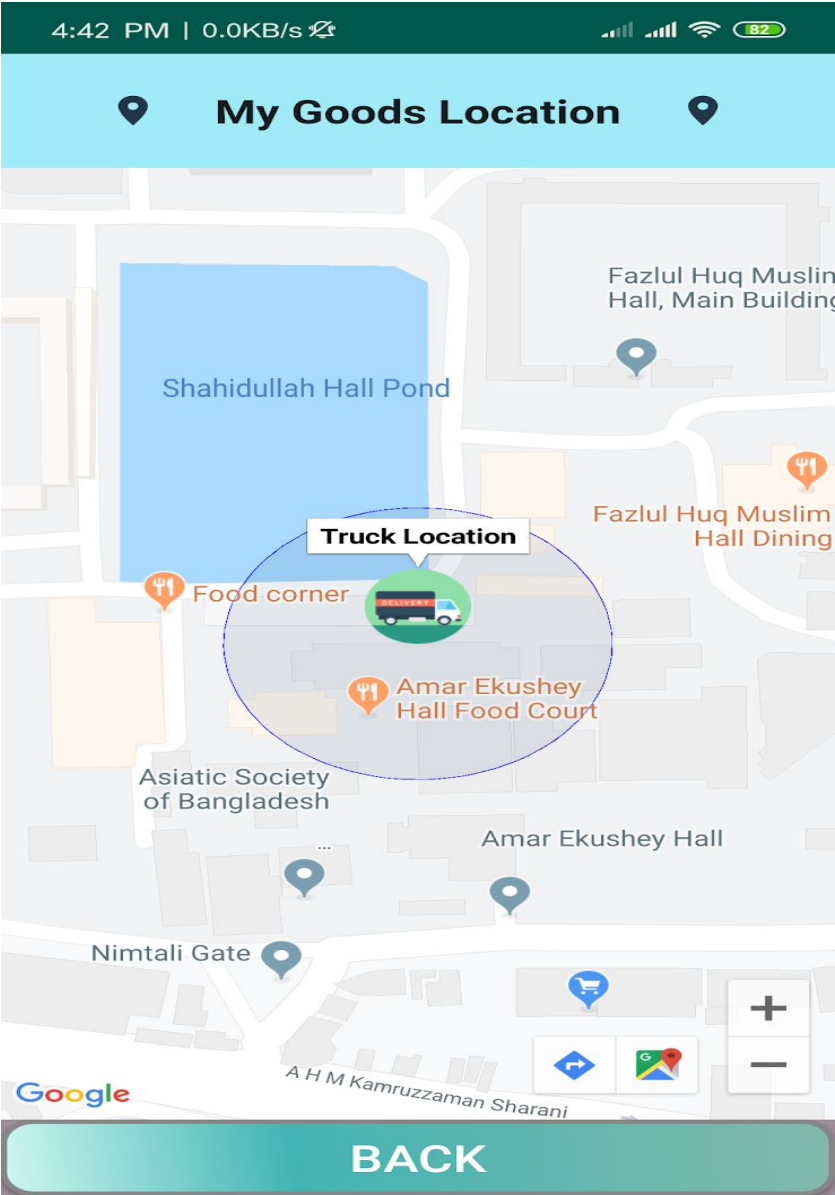 4:42 PM | 0.0KB/s
82
My Goods Location
Fazlul Huq Muslim
Hall, Main Building
Shahidullah Hall Pond
Fazlul Huq Muslim
Hall Dining
Truck Location
Food corner
DELIVERY
Amar Ekushey
Hall Food Court
Asiatic Society
of Bangladesh
...
Amar Ekushey Hall
Nimtali Gate
+
G
−
A H M Kamruzzaman Sharani
Google
BACK